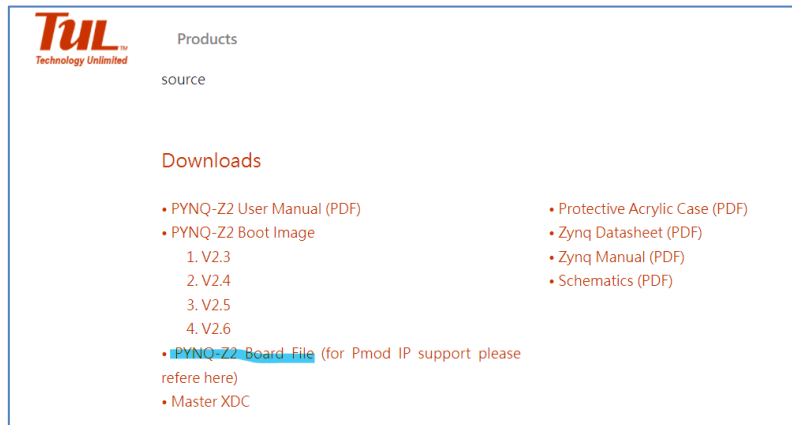 TUL™
Technology Unlimited
Products
source
Downloads
• PYNQ-Z2 User Manual (PDF)
• PYNQ-Z2 Boot Image
1. V2.3
2. V2.4
3. V2.5
4. V2.6
• PYNQ-Z2 Board File (for Pmod IP support please
refere here)
• Master XDC
• Protective Acrylic Case (PDF)
• Zynq Datasheet (PDF)
• Zynq Manual (PDF)
• Schematics (PDF)